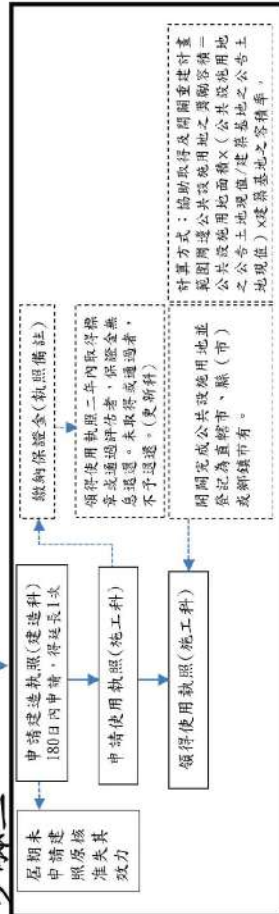 申請建造執照(建造科)
180日內申請，得延長1次
屆期未
申請建
照原核
准失其
效力
申請使用執照(施工科)
領得使用執照(施工科)
繳納保證金(執照備註)
領得使用執照二年內取得標
章或通過評估者，保證金無
息退還。未取得或通過者，
不予退還。(更新科)
開闢完成公共設施用地並
登記為直轄市、縣（市）
或鄉鎮市有。
計算方式：協助取得及開闢重建計畫
範圍周邊公共設施用地之獎勵容積＝
公共設施用地面積×（公共設施用地
之公告土地現值/建築基地之公告土
地現值）×建築基地之容積率。